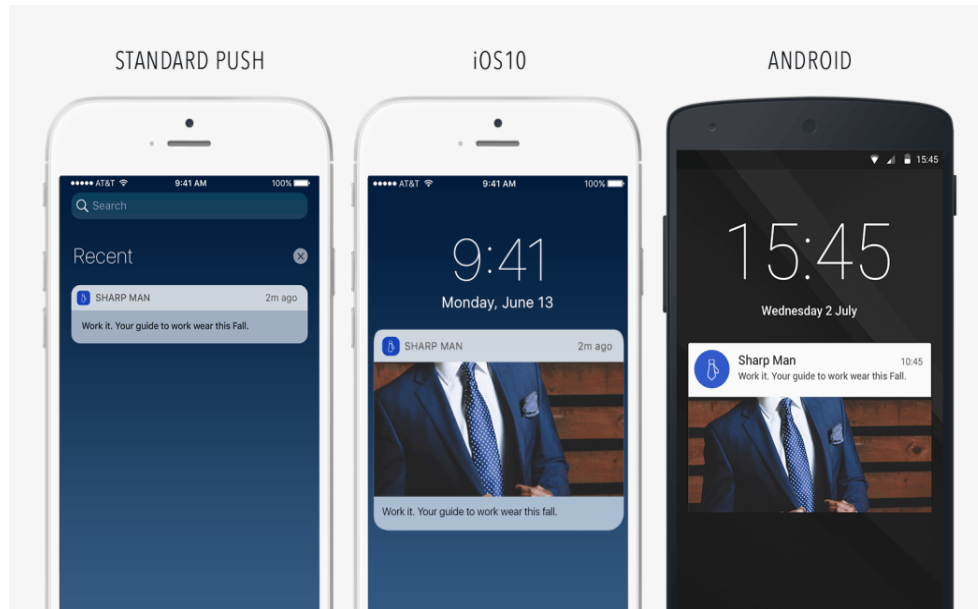 STANDARD PUSH
iOS10
ANDROID
AT&T 9:41 AM 100%
Search
Recent
SHARP MAN 2m ago
Work it. Your guide to work wear this Fall.
AT&T 9:41 AM 100%
9:41
Monday, June 13
SHARP MAN 2m ago
Work it. Your guide to work wear this fall.
15:45
15:45
Wednesday 2 July
Sharp Man 10:45
Work it. Your guide to work wear this Fall.